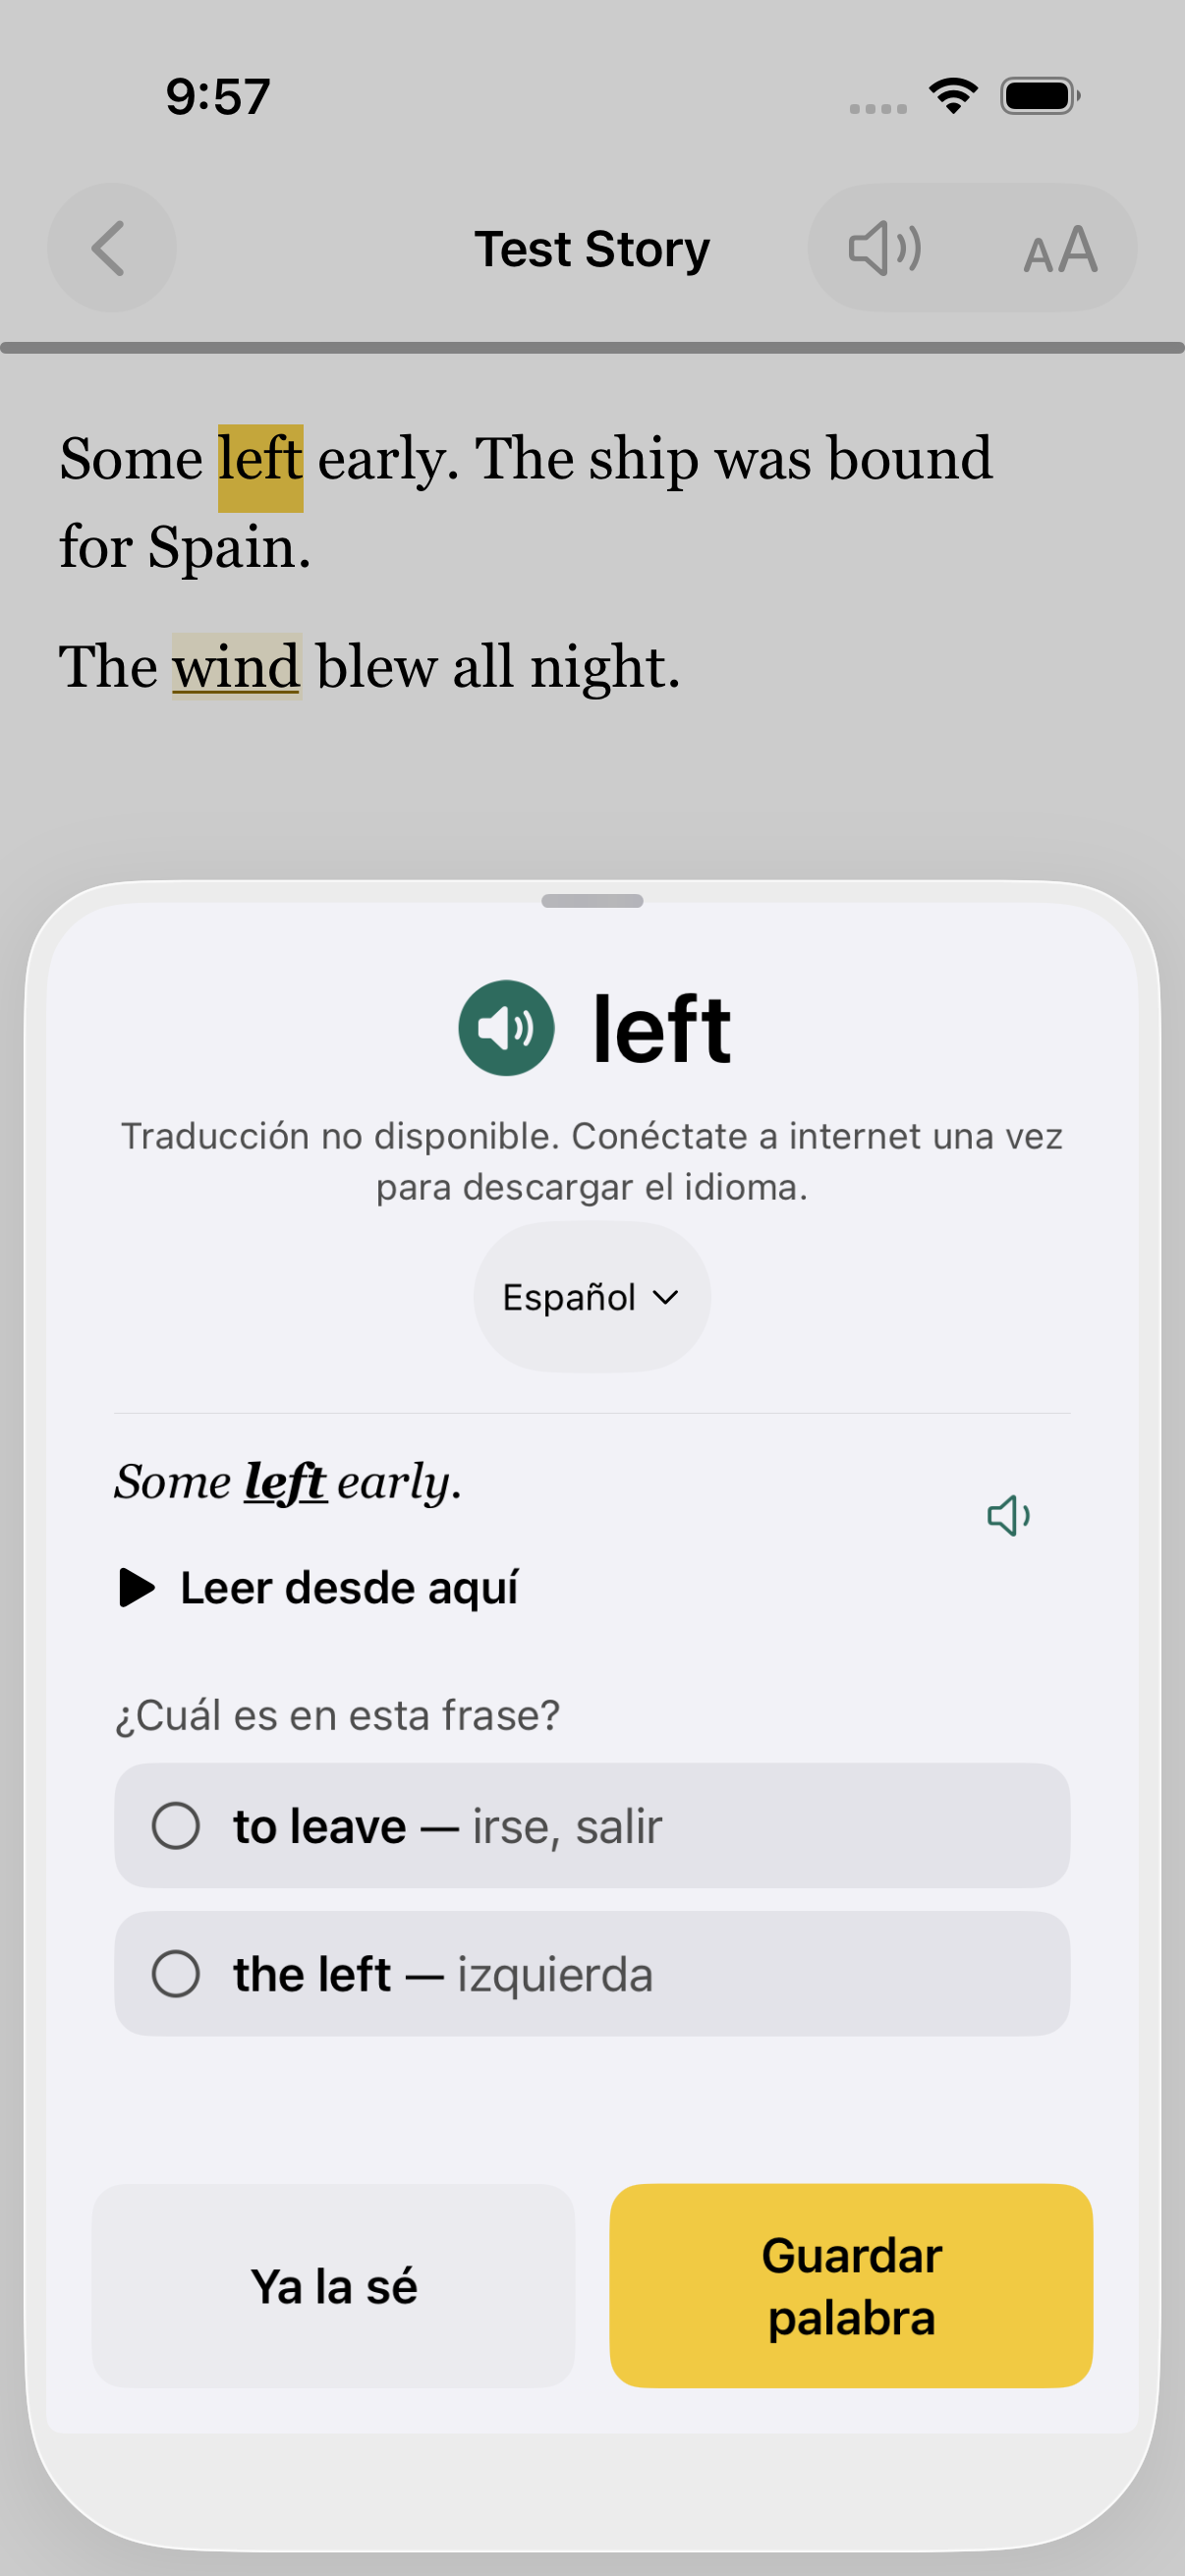 9:57
Test Story
AA
Some left early. The ship was bound
for Spain.
The wind blew all night.
left
Traducción no disponible. Conéctate a internet una vez
para descargar el idioma.
Español
Some left early.
Leer desde aquí
¿Cuál es en esta frase?
to leave — irse, salir
the left — izquierda
Ya la sé
Guardar
palabra